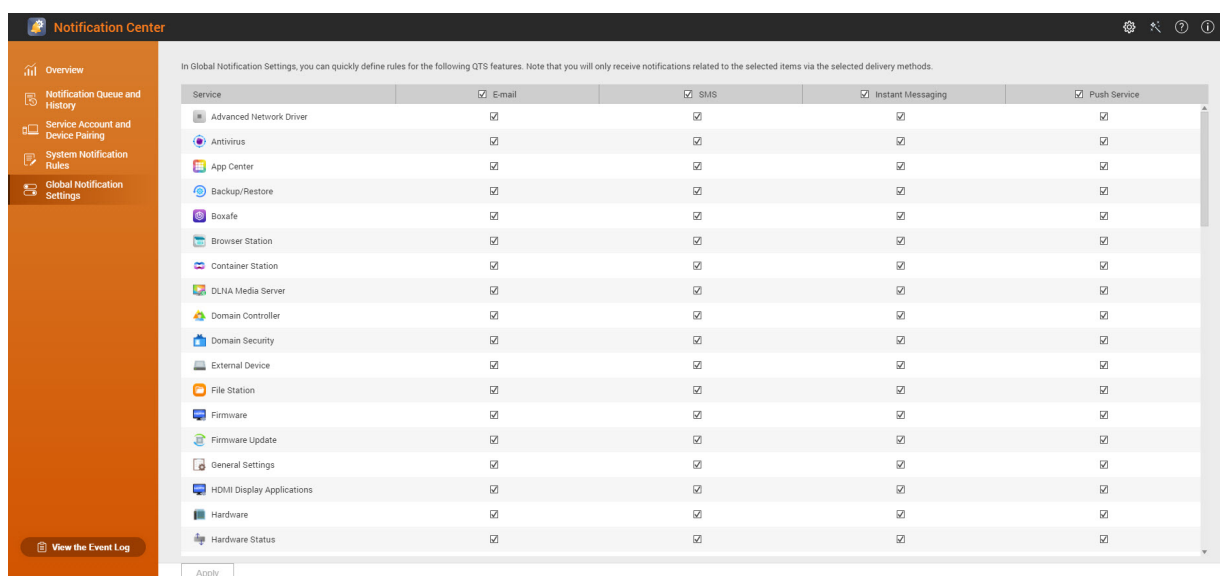 Notification Center
Overview
Notification Queue and
History
Service Account and
Device Pairing
System Notification
Rules
Global Notification
Settings
View the Event Log
In Global Notification Settings, you can quickly define rules for the following QTS features. Note that you will only receive notifications related to the selected items via the selected delivery methods.
Service E-mail SMS Instant Messaging Push Service
Advanced Network Driver
Antivirus
App Center
Backup/Restore
Boxafe
Browser Station
Container Station
DLNA Media Server
Domain Controller
Domain Security
External Device
File Station
Firmware
Firmware Update
General Settings
HDMI Display Applications
Hardware
Hardware Status
Apply